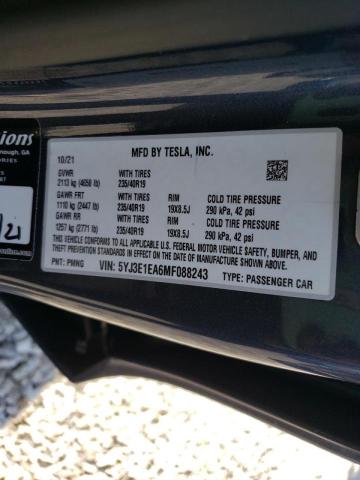 ions
onough, GA
MFD BY TESLA, INC.
10/21
GVWR
2113 kg (4658 lb) WITH TIRES 235/40R19
GAWR FRT
1110 kg (2447 lb) WITH TIRES 235/40R19 RIM 19X8.5J COLD TIRE PRESSURE 290 kPa, 42 psi
GAWR RR
1257 kg (2771 lb) WITH TIRES 235/40R19 RIM 19X8.5J COLD TIRE PRESSURE 290 kPa, 42 psi
THIS VEHICLE CONFORMS TO ALL APPLICABLE U.S. FEDERAL MOTOR VEHICLE SAFETY, BUMPER,
AND THEFT PREVENTION STANDARDS IN EFFECT ON THE DATE OF MANUFACTURE SHOWN ABOVE.
PNT: PMNG VIN: 5YJ3E1EA6MF088243 TYPE: PASSENGER CAR